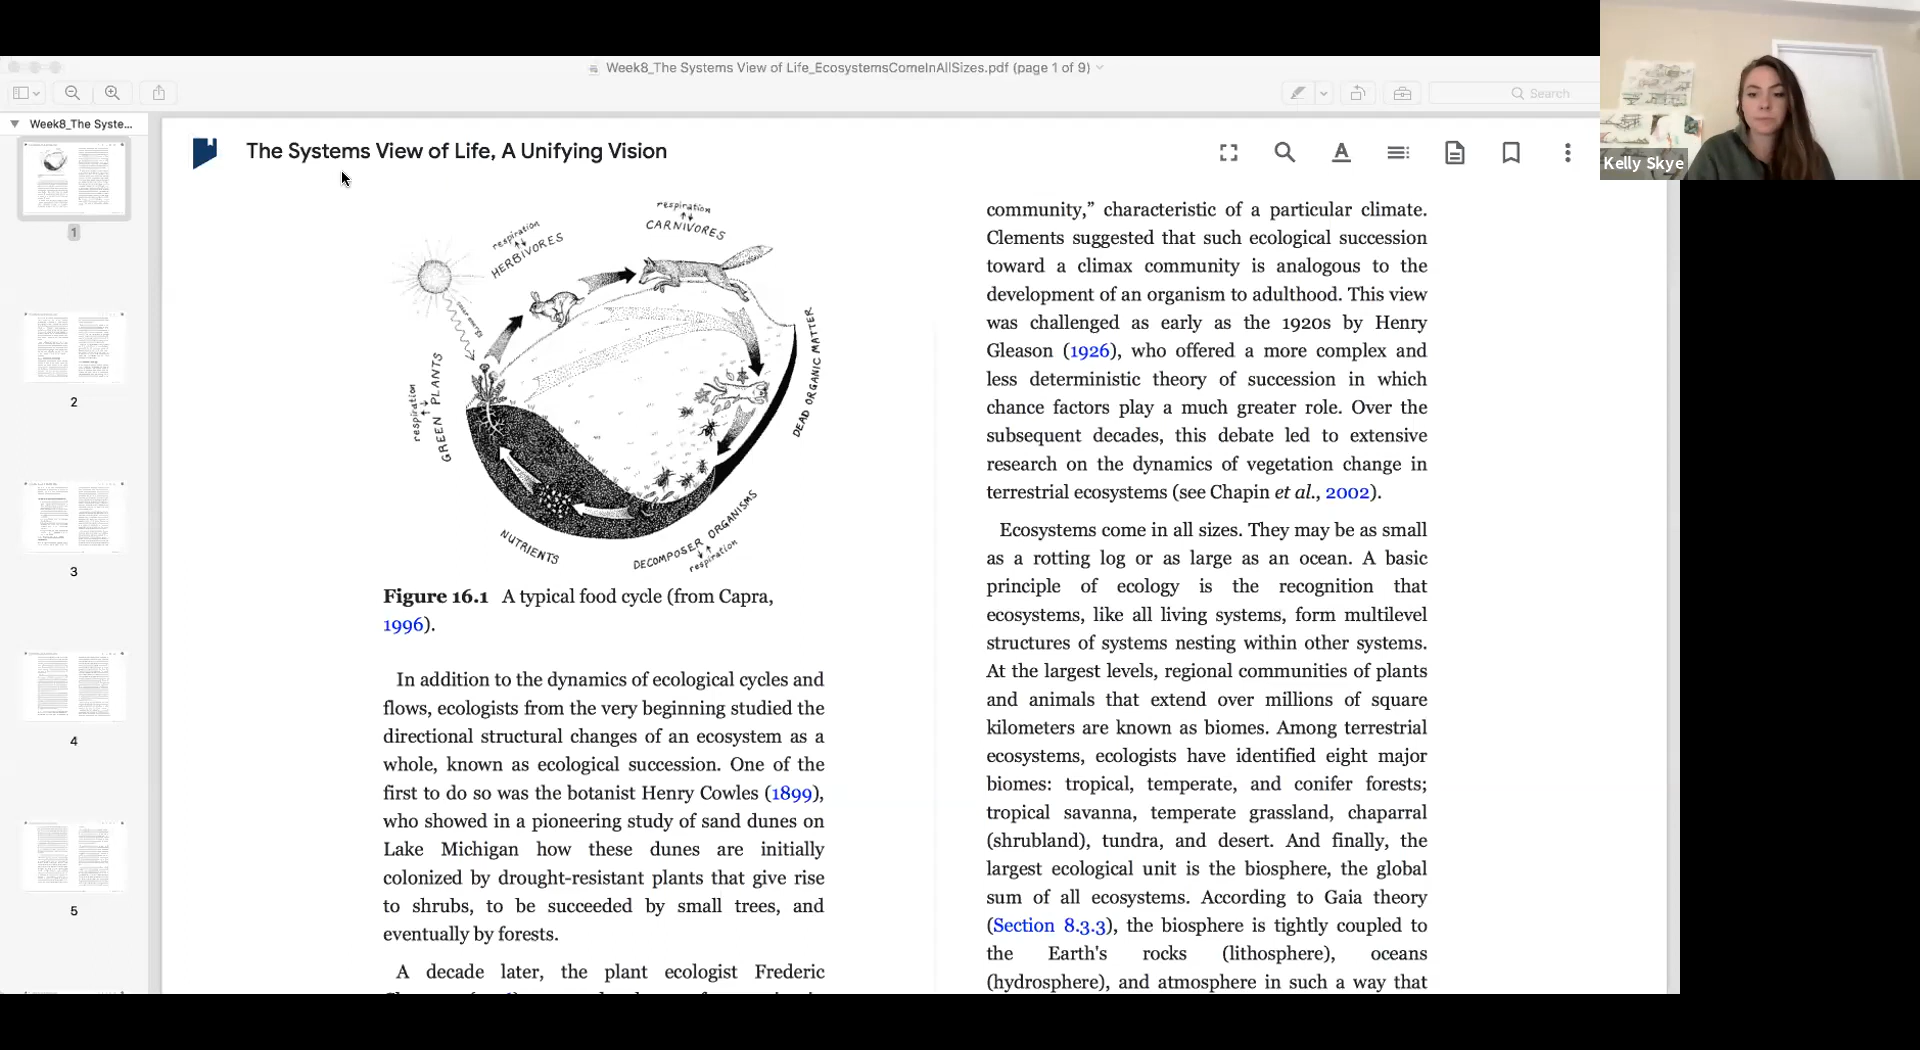 Week8_The Systems View of Life_EcosystemsComeInAllSizes.pdf (page 1 of 9)
Search
Week8_The Syste...
1
2
3
4
5
The Systems View of Life, A Unifying Vision
respiration
HERBIVORES
respiration
CARNIVORES
solar energy
respiration
GREEN PLANTS
DEAD ORGANIC MATTER
NUTRIENTS
DECOMPOSER ORGANISMS
respiration
Figure 16.1 A typical food cycle (from Capra,
1996).
In addition to the dynamics of ecological cycles and
flows, ecologists from the very beginning studied the
directional structural changes of an ecosystem as a
whole, known as ecological succession. One of the
first to do so was the botanist Henry Cowles (1899),
who showed in a pioneering study of sand dunes on
Lake Michigan how these dunes are initially
colonized by drought-resistant plants that give rise
to shrubs, to be succeeded by small trees, and
eventually by forests.
A decade later, the plant ecologist Frederic
community,” characteristic of a particular climate.
Clements suggested that such ecological succession
toward a climax community is analogous to the
development of an organism to adulthood. This view
was challenged as early as the 1920s by Henry
Gleason (1926), who offered a more complex and
less deterministic theory of succession in which
chance factors play a much greater role. Over the
subsequent decades, this debate led to extensive
research on the dynamics of vegetation change in
terrestrial ecosystems (see Chapin et al., 2002).
Ecosystems come in all sizes. They may be as small
as a rotting log or as large as an ocean. A basic
principle of ecology is the recognition that
ecosystems, like all living systems, form multilevel
structures of systems nesting within other systems.
At the largest levels, regional communities of plants
and animals that extend over millions of square
kilometers are known as biomes. Among terrestrial
ecosystems, ecologists have identified eight major
biomes: tropical, temperate, and conifer forests;
tropical savanna, temperate grassland, chaparral
(shrubland), tundra, and desert. And finally, the
largest ecological unit is the biosphere, the global
sum of all ecosystems. According to Gaia theory
(Section 8.3.3), the biosphere is tightly coupled to
the Earth's rocks (lithosphere), oceans
(hydrosphere), and atmosphere in such a way that
Kelly Skye